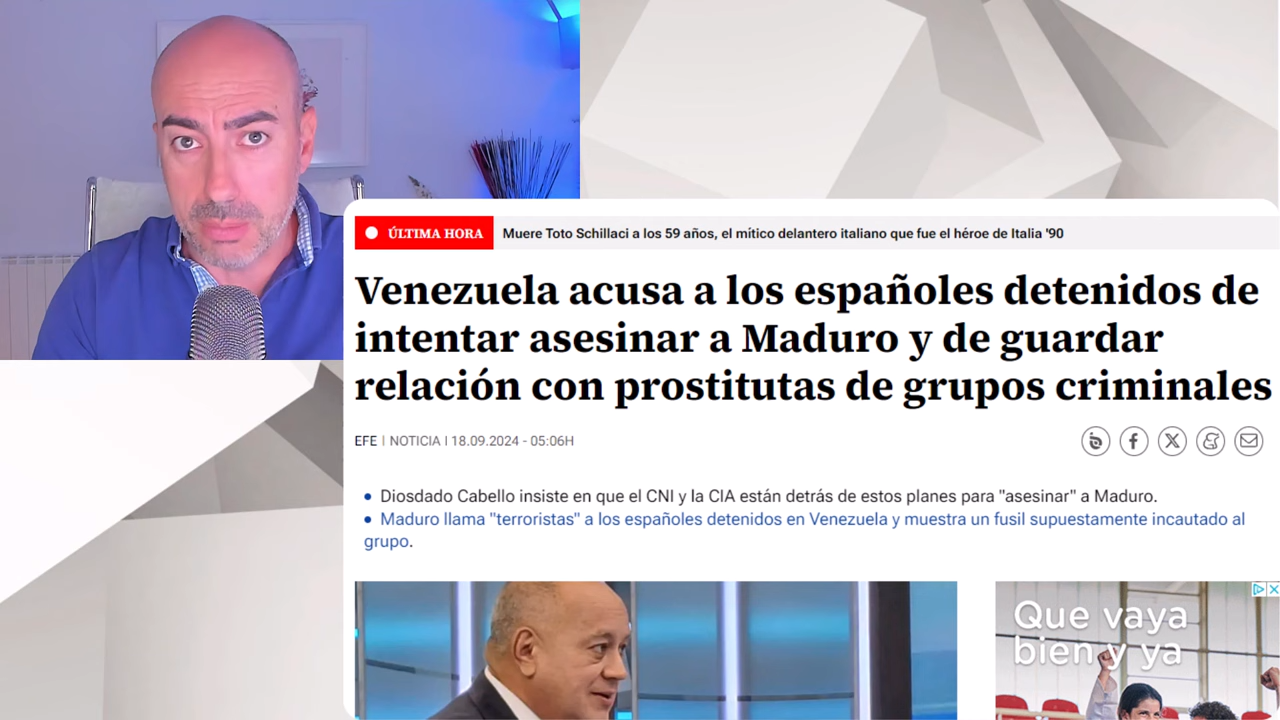 ÚLTIMA HORA Muere Toto Schillaci a los 59 años, el mítico delantero italiano que fue el héroe de Italia '90
Venezuela acusa a los españoles detenidos de
intentar asesinar a Maduro y de guardar
relación con prostitutas de grupos criminales
EFE | NOTICIA | 18.09.2024 - 05:06H
• Diosdado Cabello insiste en que el CNI y la CIA están detrás de estos planes para "asesinar" a Maduro.
• Maduro llama "terroristas" a los españoles detenidos en Venezuela y muestra un fusil supuestamente incautado al
grupo.
Que vaya
bien y ya